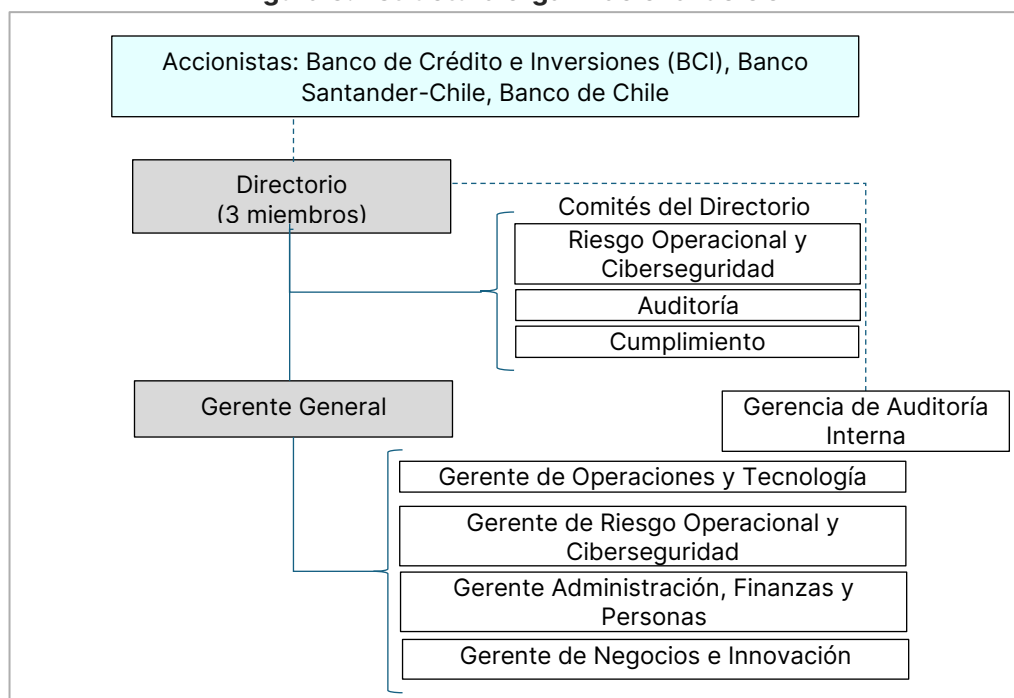 Accionistas: Banco de Crédito e Inversiones (BCI), Banco
Santander-Chile, Banco de Chile
Directorio
(3 miembros)
Comités del Directorio
Riesgo Operacional y
Ciberseguridad
Auditoría
Cumplimiento
Gerente General
Gerencia de Auditoría
Interna
Gerente de Operaciones y Tecnología
Gerente de Riesgo Operacional y
Ciberseguridad
Gerente Administración, Finanzas y
Personas
Gerente de Negocios e Innovación